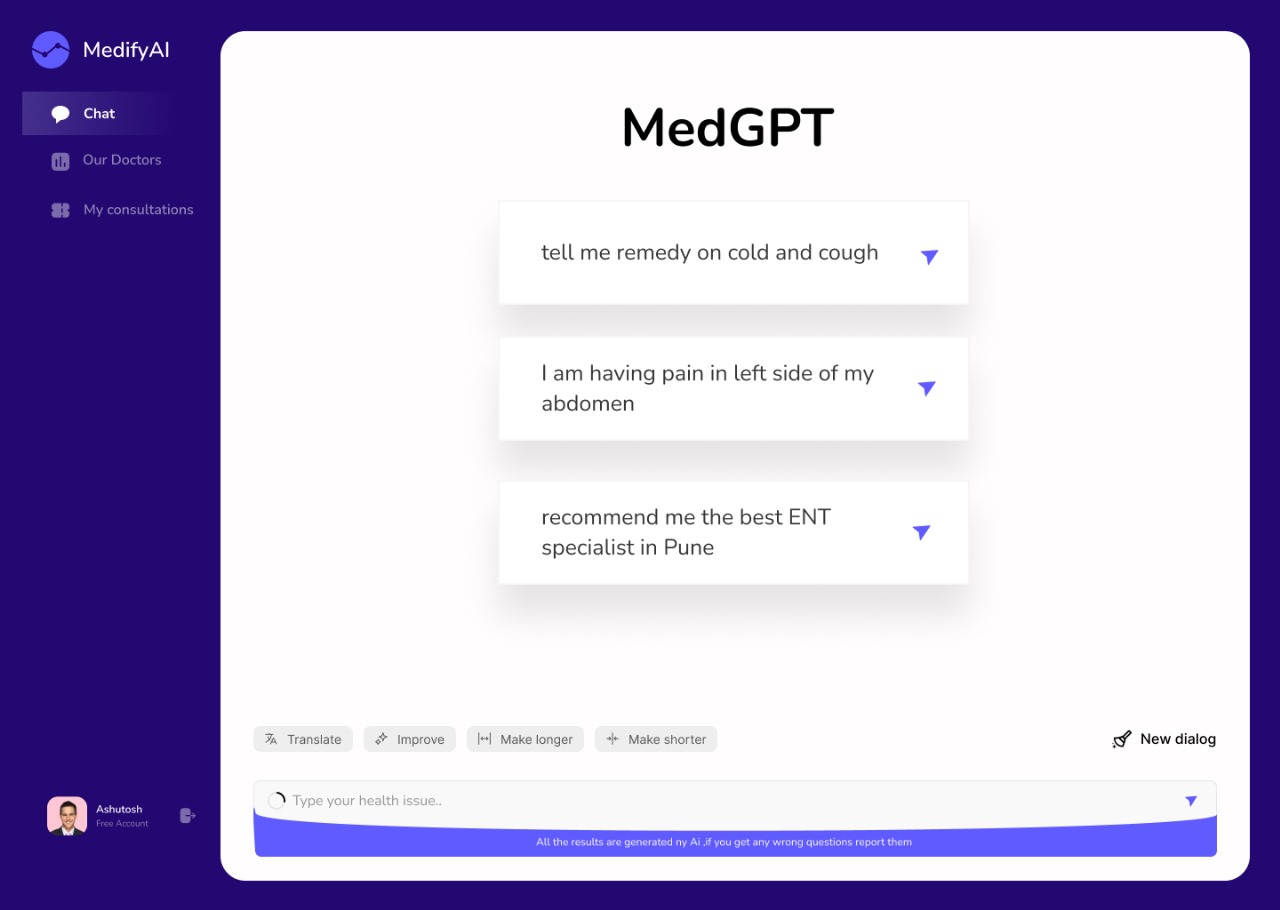 MedifyAI
Chat
Our Doctors
My consultations
MedGPT
tell me remedy on cold and cough
I am having pain in left side of my
abdomen
recommend me the best ENT
specialist in Pune
Translate
Improve
Make longer
Make shorter
New dialog
Type your health issue..
All the results are generated ny Ai ,if you get any wrong questions report them
Ashutosh
Free Account